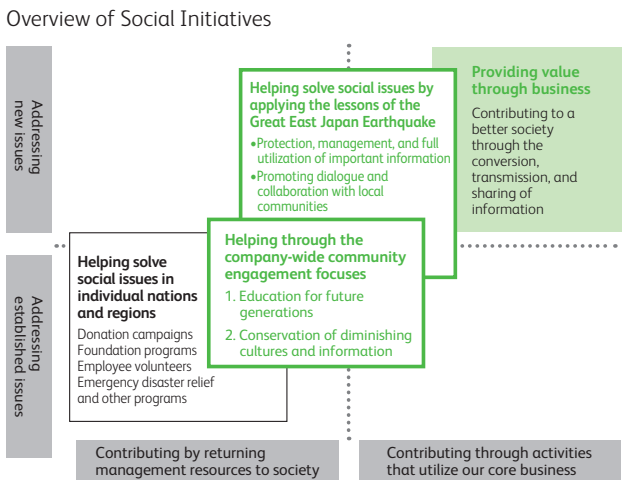 Overview of Social Initiatives
Addressing
new issues
Helping solve social issues by
applying the lessons of the
Great East Japan Earthquake
•Protection, management, and full
utilization of important information
•Promoting dialogue and
collaboration with local
communities
Providing value
through business
Contributing to a
better society
through the
conversion,
transmission, and
sharing of
information
Addressing
established issues
Helping solve
social issues in
individual nations
and regions
Donation campaigns
Foundation programs
Employee volunteers
Emergency disaster relief
and other programs
Helping through the
company-wide community
engagement focuses
1. Education for future
generations
2. Conservation of diminishing
cultures and information
Contributing by returning
management resources to society
Contributing through activities
that utilize our core business